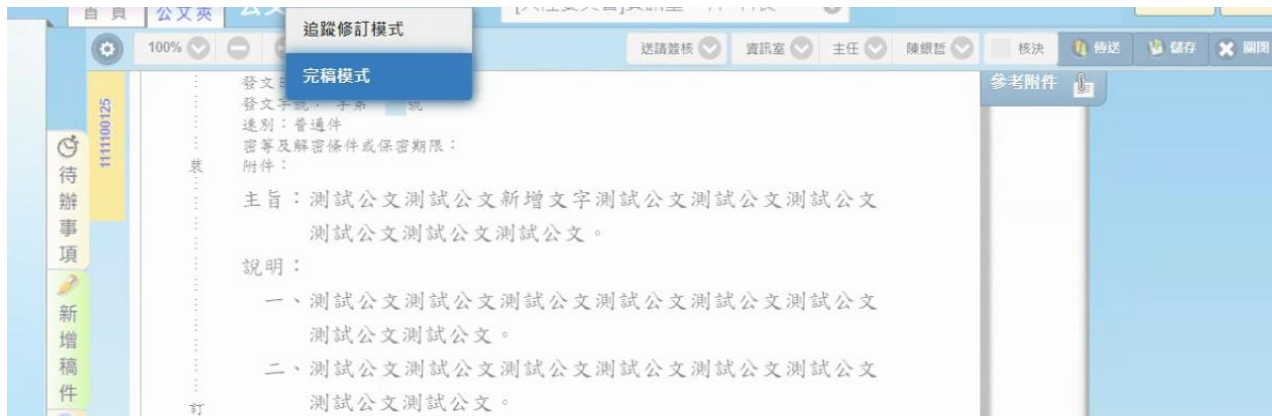 首頁 公文夾
追蹤修訂模式
100% 送請簽核 資訊室 主任 陳銀哲 核決 傳送 儲存 關閉
完稿模式
參考附件
發文字號： 字第 號
速別：普通件
密等及解密條件或保密期限：
附件：
裝
1111100125
待辦事項
主旨：測試公文測試公文新增文字測試公文測試公文測試公文
測試公文測試公文測試公文。
說明：
一、測試公文測試公文測試公文測試公文測試公文測試公文
測試公文測試公文。
二、測試公文測試公文測試公文測試公文測試公文測試公文
測試公文測試公文。
新增稿件
訂